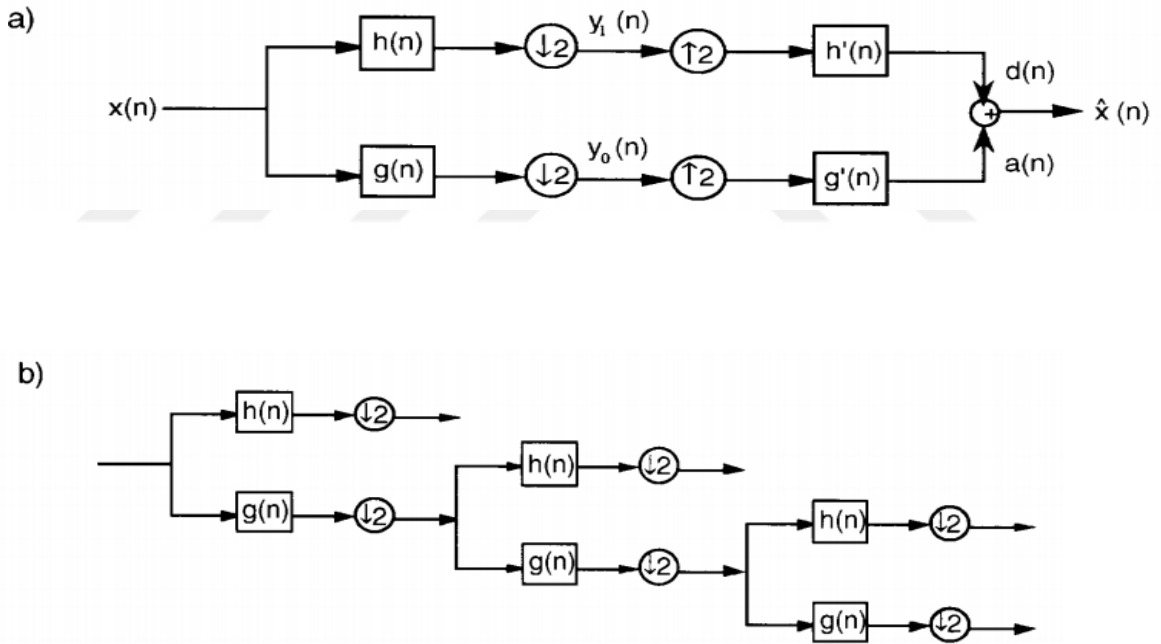 a)
h(n) ↓2 y₁(n) ↑2 h'(n)
d(n)
x(n) + x̂(n)
y₀(n)
g(n) ↓2 ↑2 g'(n) a(n)
b)
h(n) ↓2
h(n) ↓2
g(n) ↓2
h(n) ↓2
g(n) ↓2
g(n) ↓2